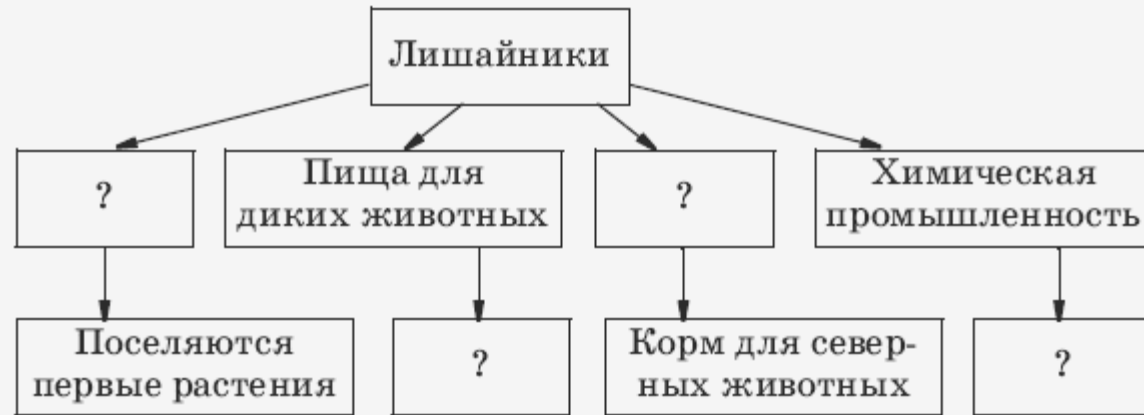 Лишайники
?
Пища для
диких животных
?
Химическая
промышленность
Поселяются
первые растения
?
Корм для север-
ных животных
?